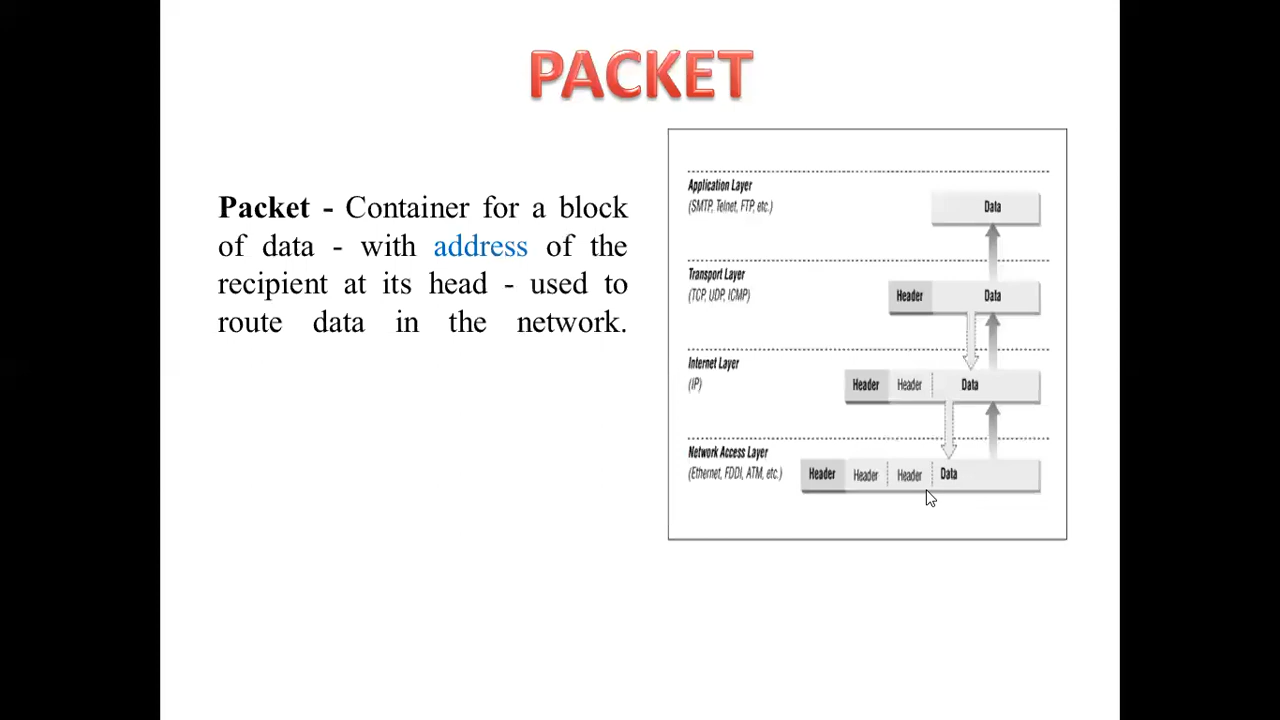 PACKET
Packet - Container for a block
of data - with address of the
recipient at its head - used to
route data in the network.
Application Layer
(SMTP, Telnet, FTP, etc.)
Data
Transport Layer
(TCP, UDP, ICMP)
Header Data
Internet Layer
(IP)
Header Header Data
Network Access Layer
(Ethernet, FDDI, ATM, etc.)
Header Header Header Data